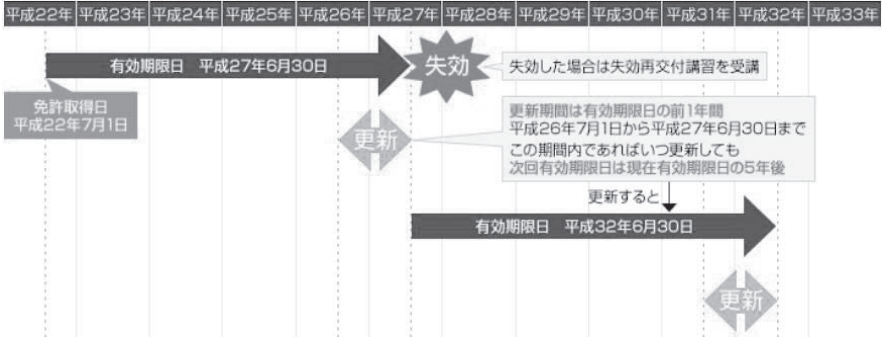 平成22年 平成23年 平成24年 平成25年 平成26年 平成27年 平成28年 平成29年 平成30年 平成31年 平成32年 平成33年
有効期限日 平成27年6月30日
失効
失効した場合は失効再交付講習を受講
免許取得日
平成22年7月1日
更新
更新期間は有効期限日の前1年間
平成26年7月1日から平成27年6月30日まで
この期間内であればいつ更新しても
次回有効期限日は現在有効期限日の5年後
更新すると
有効期限日 平成32年6月30日
更新